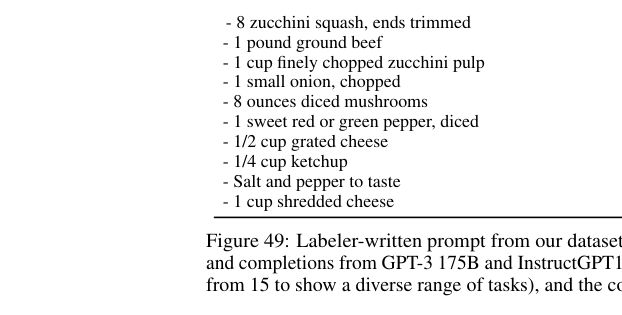 - 8 zucchini squash, ends trimmed
- 1 pound ground beef
- 1 cup finely chopped zucchini pulp
- 1 small onion, chopped
- 8 ounces diced mushrooms
- 1 sweet red or green pepper, diced
- 1/2 cup grated cheese
- 1/4 cup ketchup
- Salt and pepper to taste
- 1 cup shredded cheese
Figure 49: Labeler-written prompt from our dataset
and completions from GPT-3 175B and InstructGPT1
from 15 to show a diverse range of tasks), and the co